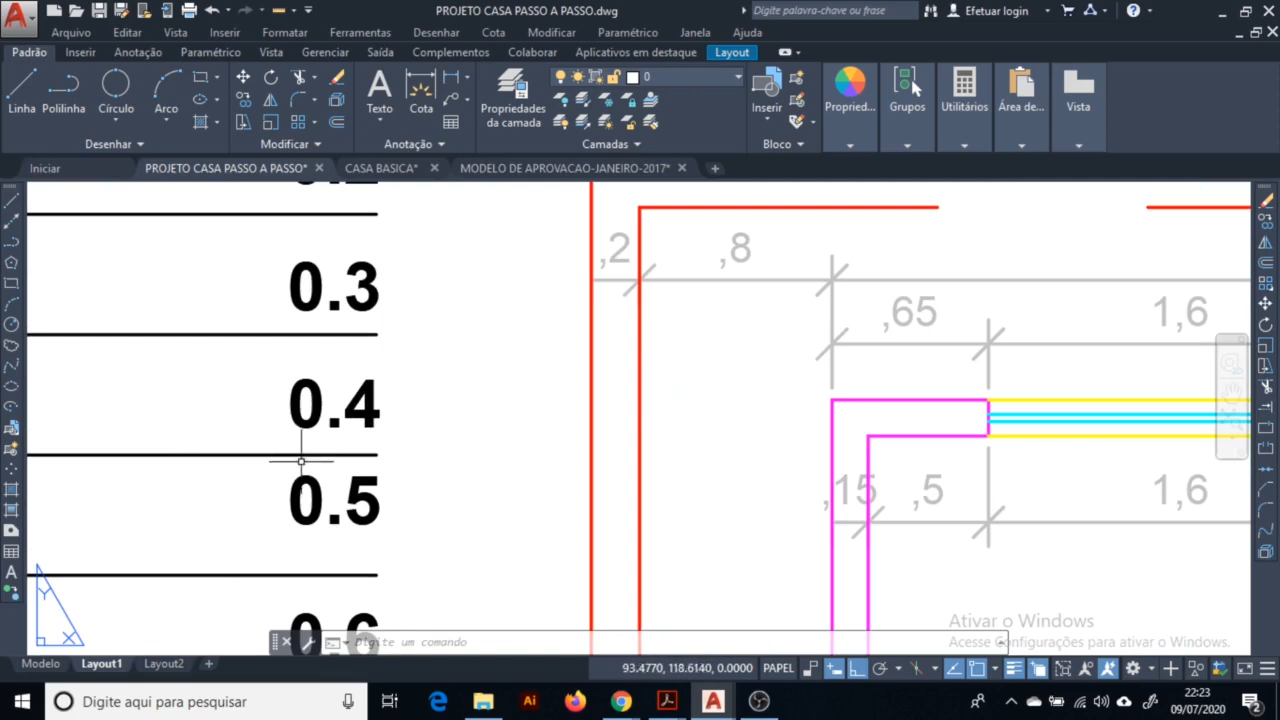 PROJETO CASA PASSO A PASSO.dwg
Digite palavra-chave ou frase
Efetuar login
Arquivo Editar Vista Inserir Formatar Ferramentas Desenhar Cota Modificar Paramétrico Janela Ajuda
Padrão Inserir Anotação Paramétrico Vista Gerenciar Saída Complementos Colaborar Aplicativos em destaque Layout
Linha Polilinha Círculo Arco
Texto Cota
Propriedades da camada
0
Inserir
Propried... Grupos Utilitários Área de... Vista
Desenhar Modificar Anotação Camadas Bloco
Iniciar PROJETO CASA PASSO A PASSO* CASA BASICA* MODELO DE APROVACAO-JANEIRO-2017*
0.3
0.4
0.5
0.6
,2 ,8
,65 1,6
,15 ,5 1,6
Y
X
Ativar o Windows
Acesse Configurações para ativar o Windows.
Digite um comando
Modelo Layout1 Layout2
93.4770, 118.6140, 0.0000 PAPEL
Digite aqui para pesquisar
22:23
09/07/2020
2